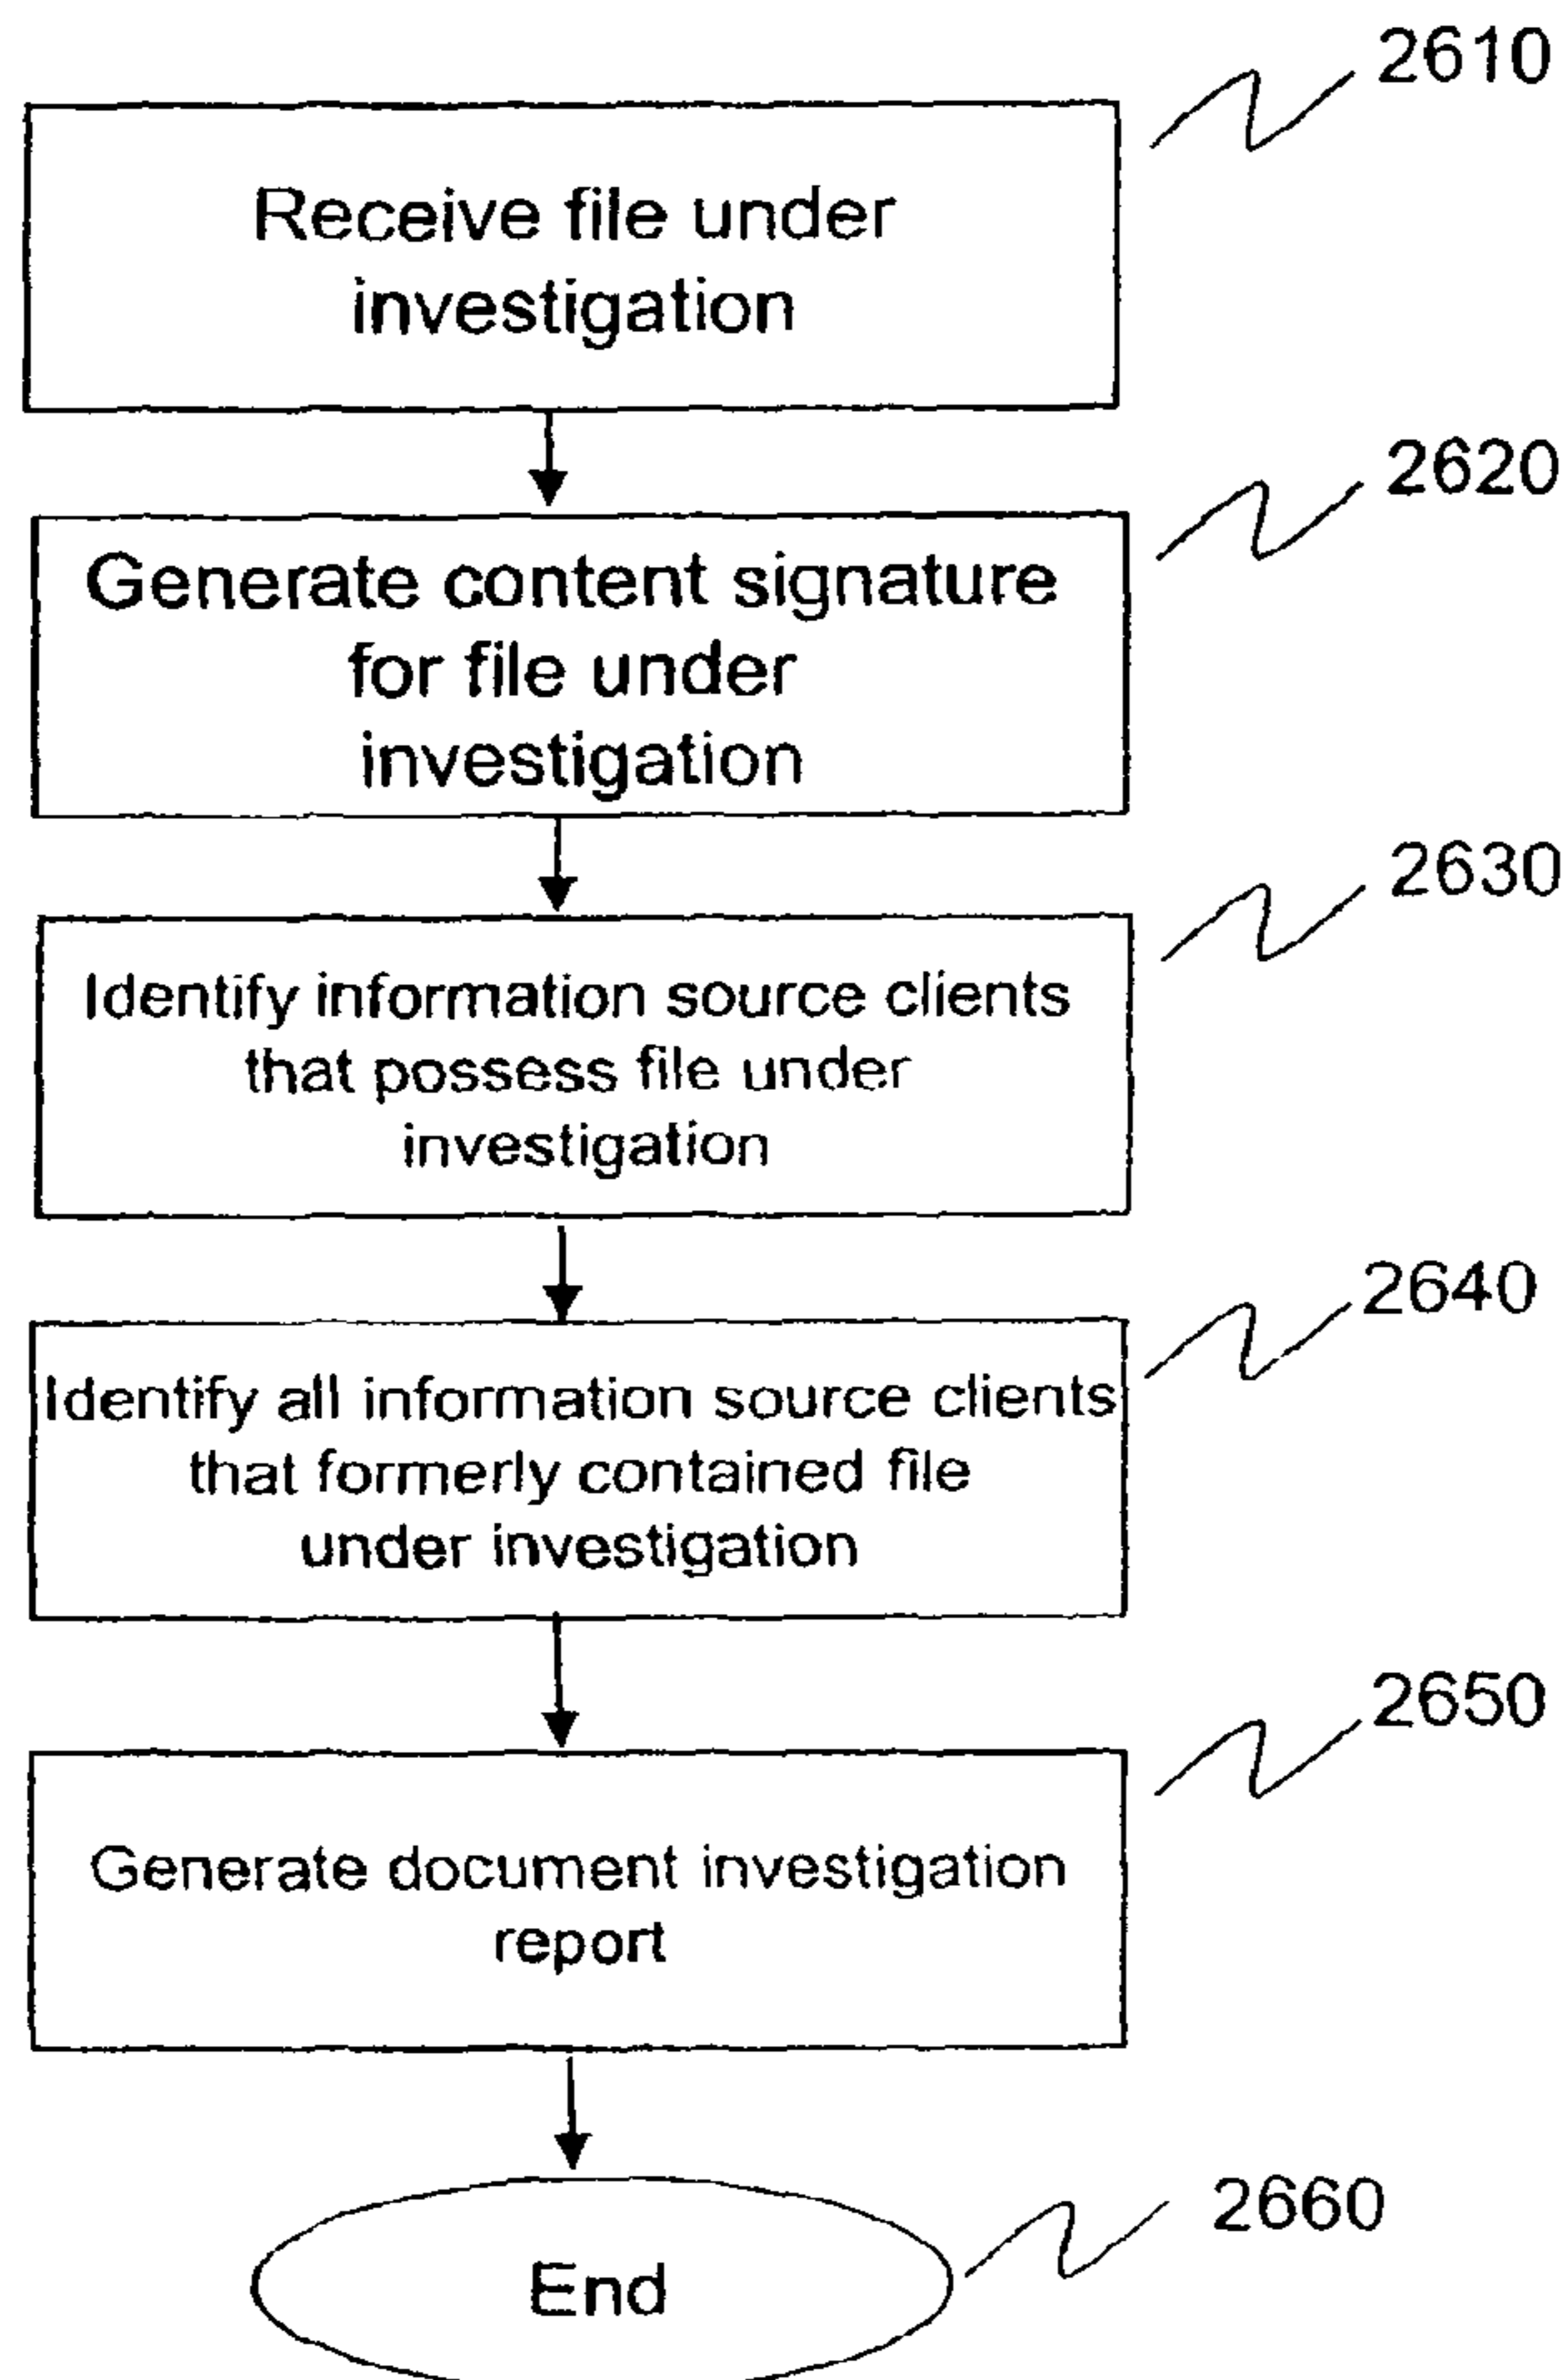 2610
Receive file under
investigation
2620
Generate content signature
for file under
investigation
2630
Identify information source clients
that possess file under
investigation
2640
Identify all information source clients
that formerly contained file
under investigation
2650
Generate document investigation
report
2660
End